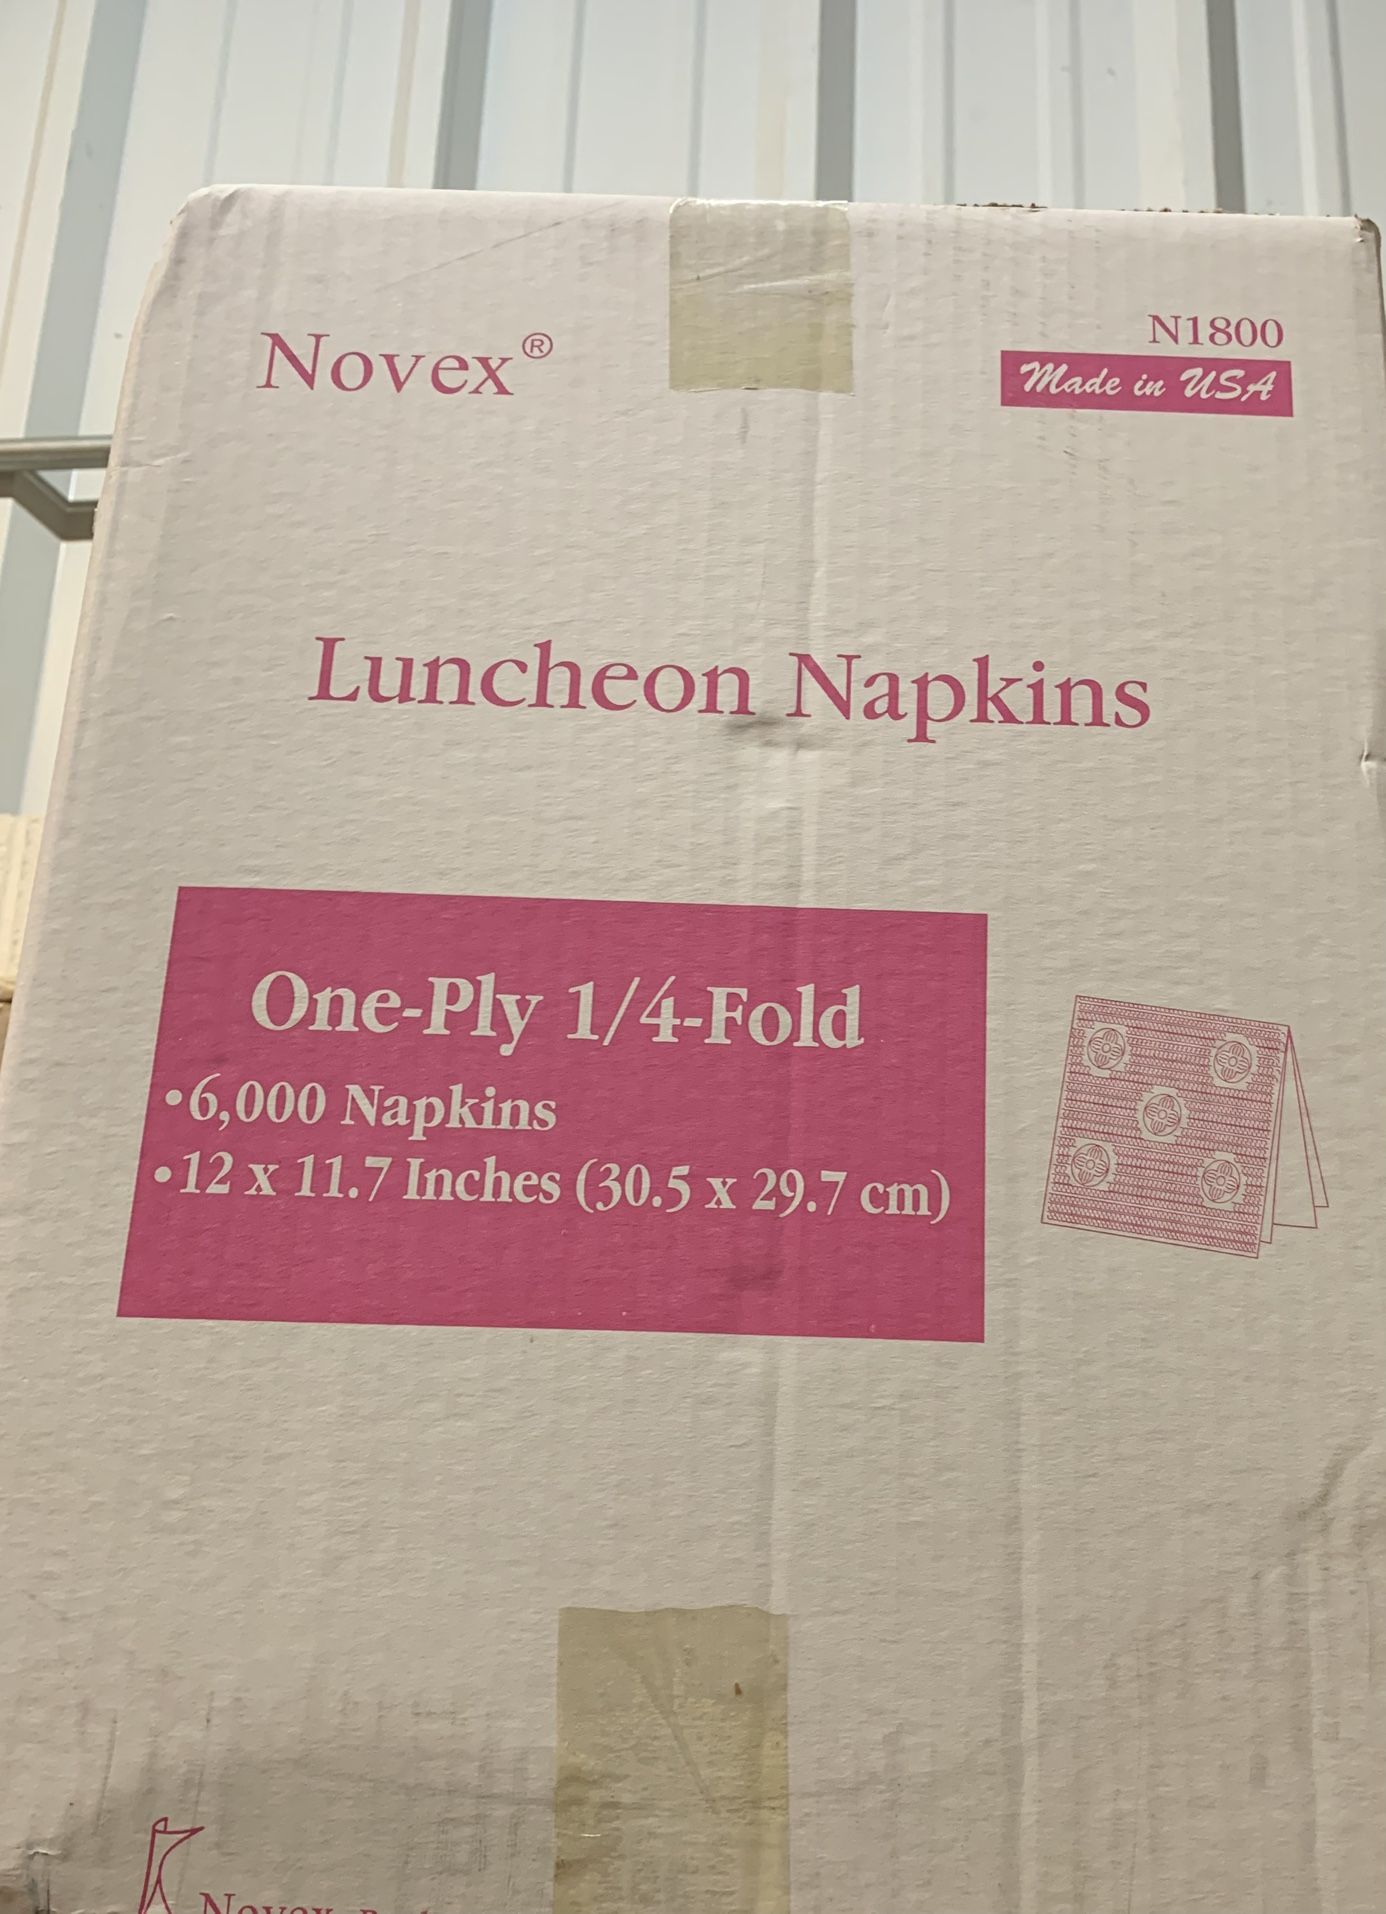 Novex®
N1800
Made in USA
Luncheon Napkins
One-Ply 1/4-Fold
•6,000 Napkins
•12 x 11.7 Inches (30.5 x 29.7 cm)
Novex